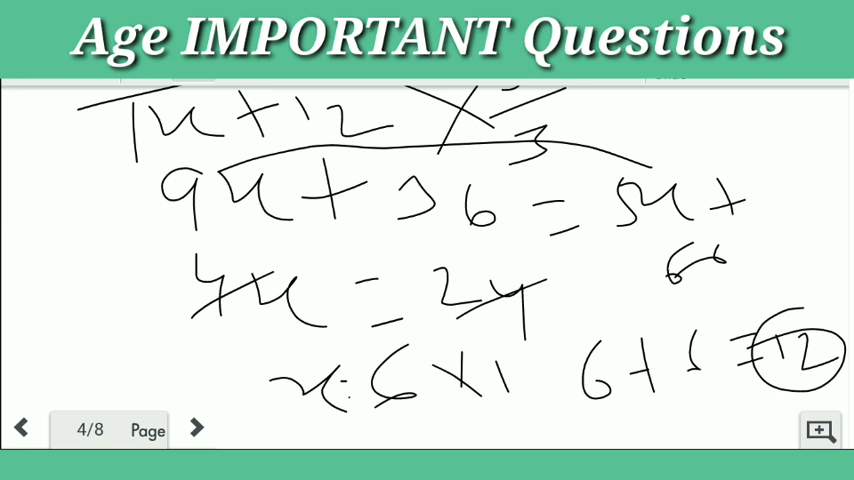 Age IMPORTANT Questions
1x + 12
3
9x + 36 = 5x +
60
4x = 24
x = 6 × 1 6 + 6 = 12
4/8 Page